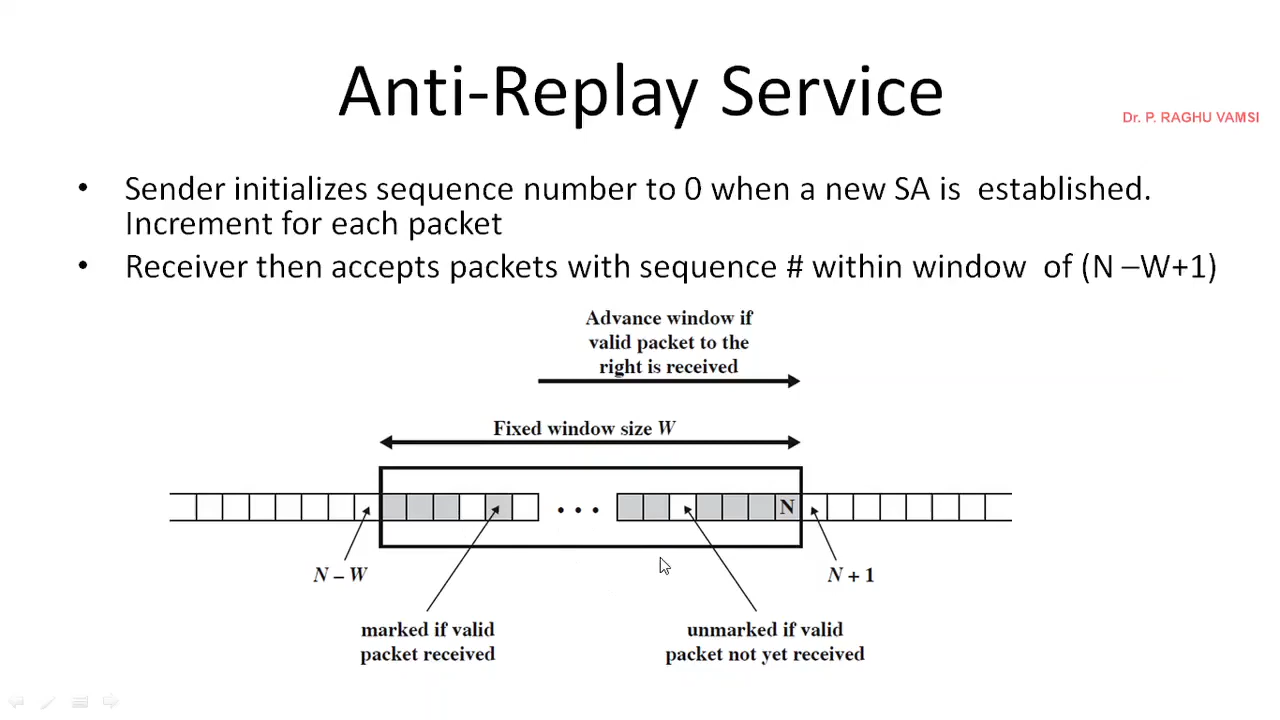 Anti-Replay Service
Dr. P. RAGHU VAMSI
• Sender initializes sequence number to 0 when a new SA is established.
Increment for each packet
• Receiver then accepts packets with sequence # within window of (N –W+1)
Advance window if
valid packet to the
right is received
Fixed window size W
• • •
N
N – W
N + 1
marked if valid
packet received
unmarked if valid
packet not yet received